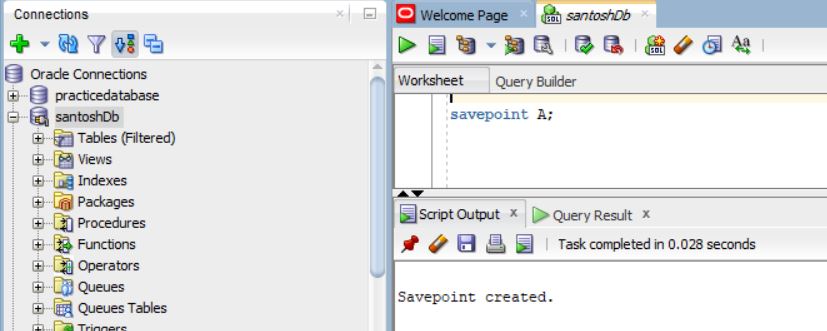 Connections
Oracle Connections
practicedatabase
santoshDb
Tables (Filtered)
Views
Indexes
Packages
Procedures
Functions
Operators
Queues
Queues Tables
Triggers
Welcome Page
santoshDb
Worksheet
Query Builder
savepoint A;
Script Output
Query Result
Task completed in 0.028 seconds
Savepoint created.